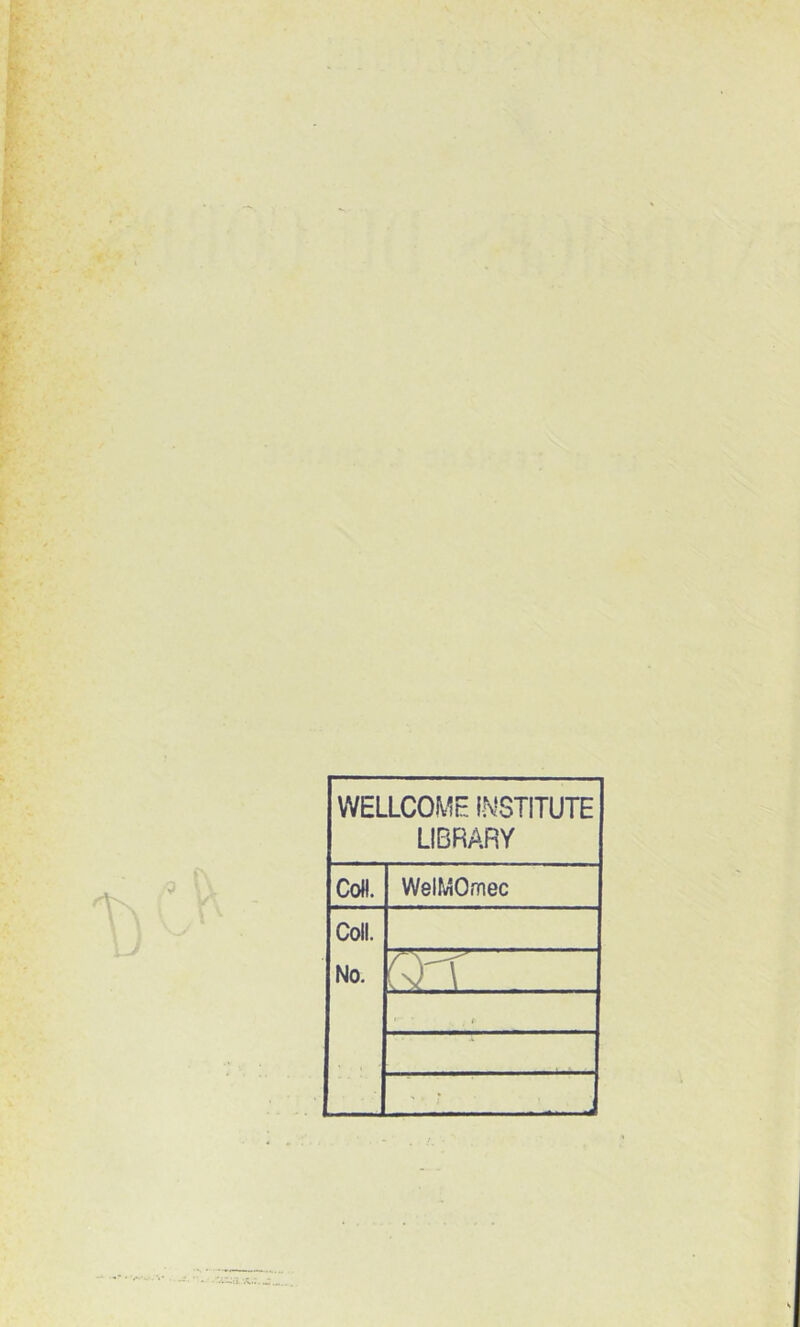 WELLCOME INSTITUTE
LIBRARY
Coll. WelMOmec
Coll.
No. QT